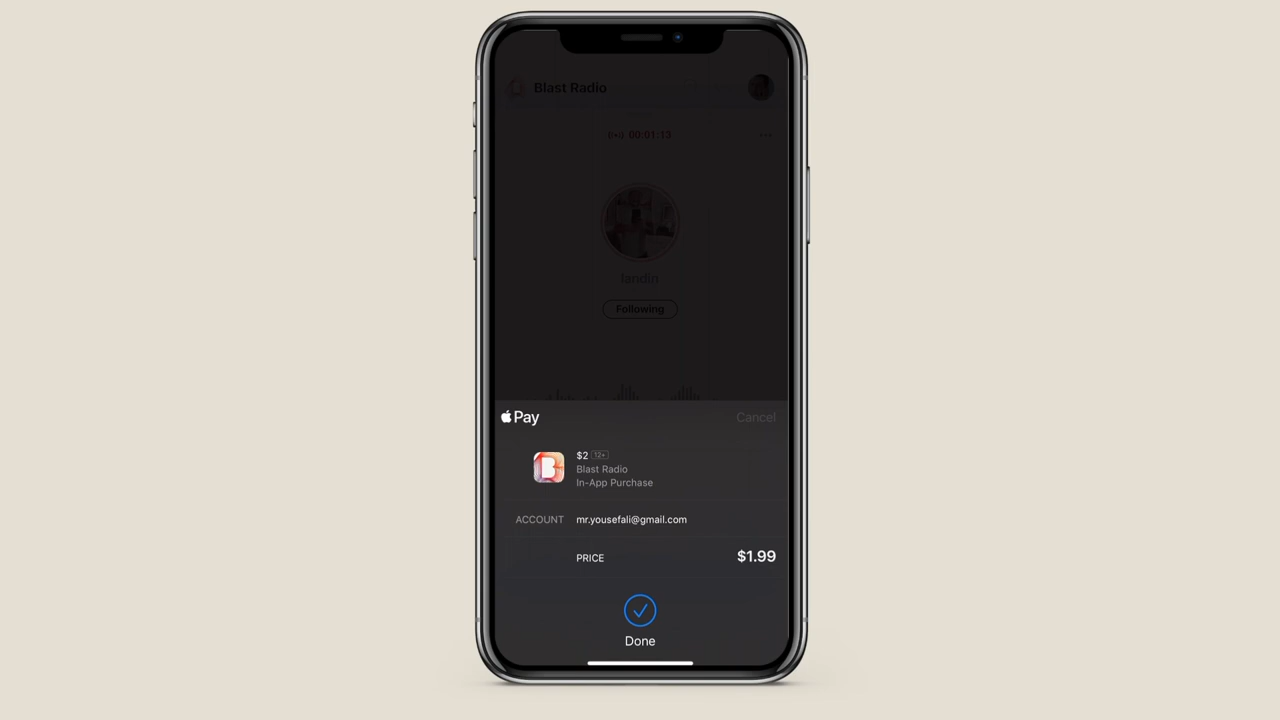 Blast Radio
00:01:13
landin
Following
Pay
Cancel
$2 12+
Blast Radio
In-App Purchase
ACCOUNT mr.yousefali@gmail.com
PRICE $1.99
Done